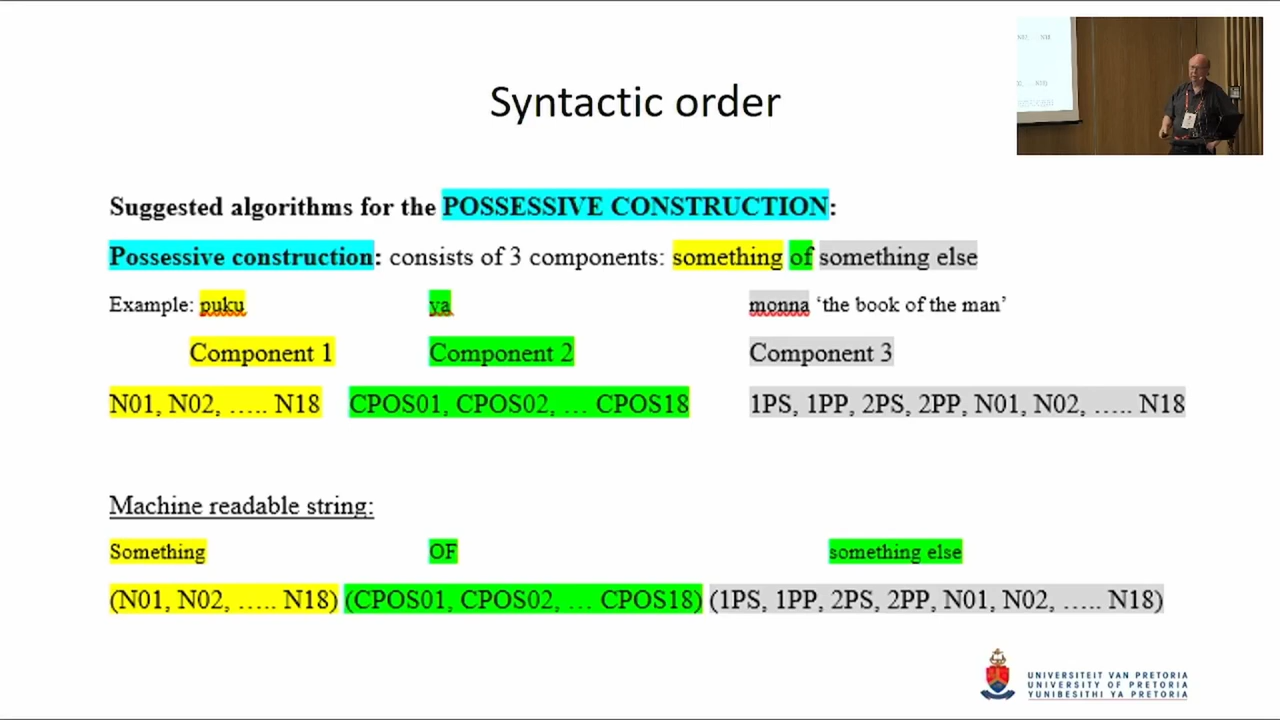 Syntactic order
Suggested algorithms for the POSSESSIVE CONSTRUCTION:
Possessive construction: consists of 3 components: something of something else
Example: puku ya monna ‘the book of the man’
Component 1 Component 2 Component 3
N01, N02, ….. N18 CPOS01, CPOS02, … CPOS18 1PS, 1PP, 2PS, 2PP, N01, N02, ….. N18
Machine readable string:
Something OF something else
(N01, N02, ….. N18) (CPOS01, CPOS02, … CPOS18) (1PS, 1PP, 2PS, 2PP, N01, N02, ….. N18)
UNIVERSITEIT VAN PRETORIA
UNIVERSITY OF PRETORIA
YUNIBESITHI YA PRETORIA